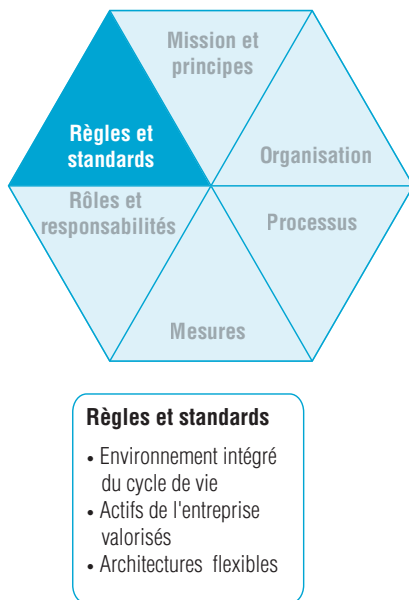 Mission et
principes
Règles et
standards
Organisation
Rôles et
responsabilités
Processus
Mesures
Règles et standards
• Environnement intégré
du cycle de vie
• Actifs de l'entreprise
valorisés
• Architectures flexibles